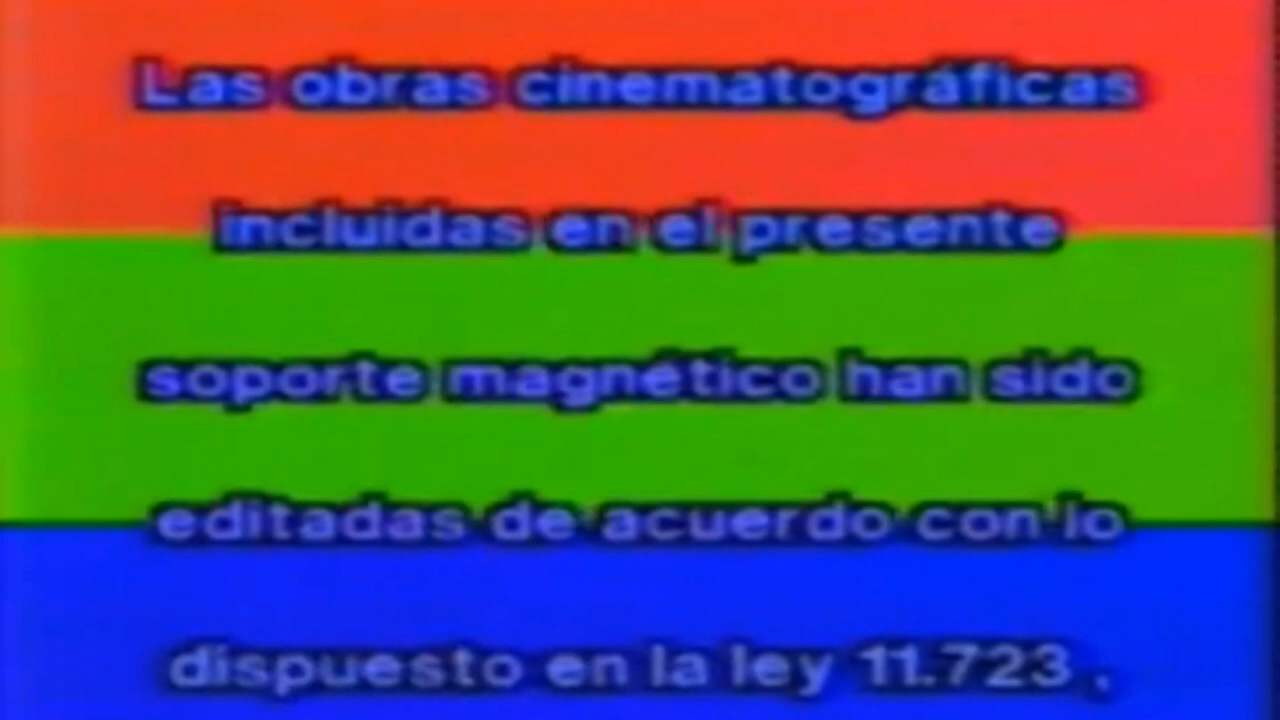 Las obras cinematográficas
incluidas en el presente
soporte magnético han sido
editadas de acuerdo con lo
dispuesto en la ley 11.723 ,